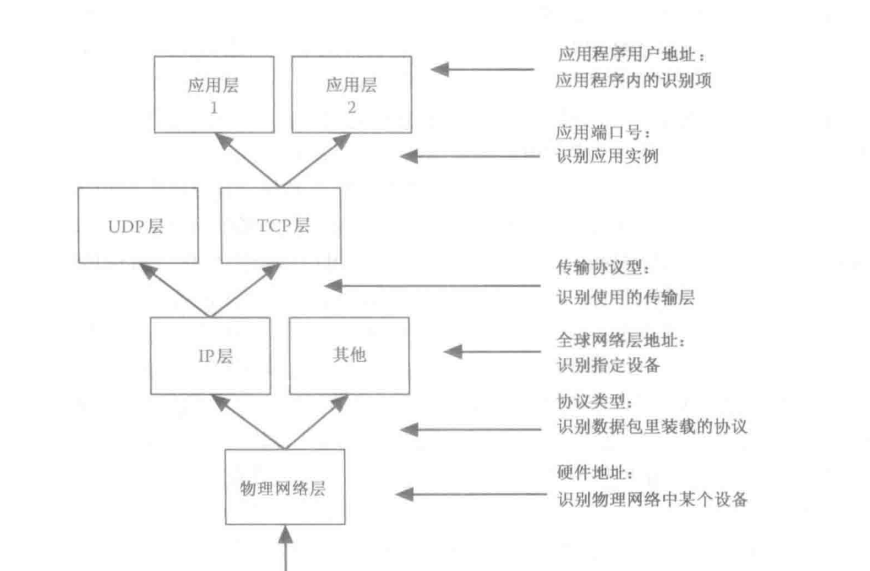 应用程序用户地址：
应用程序内的识别项
应用层
1
应用层
2
应用端口号：
识别应用实例
UDP层
TCP层
传输协议型：
识别使用的传输层
全球网络层地址：
识别指定设备
IP层
其他
协议类型：
识别数据包里装载的协议
硬件地址：
识别物理网络中某个设备
物理网络层